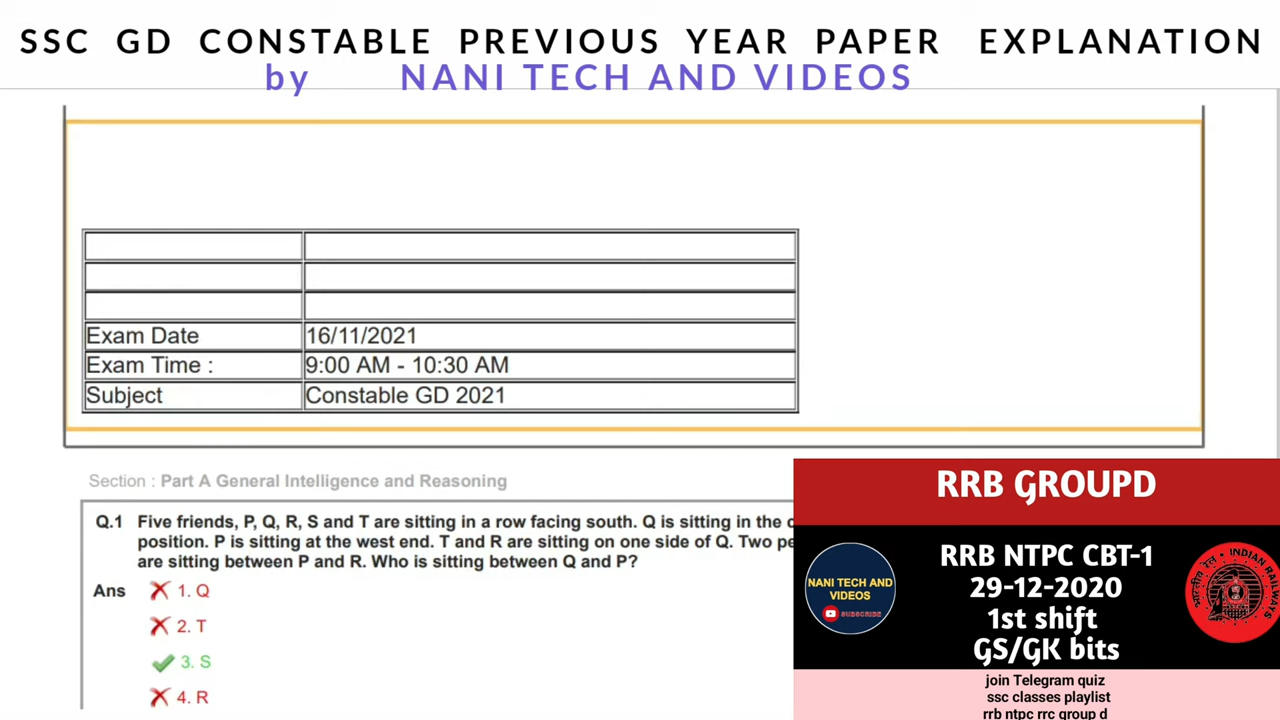 SSC GD CONSTABLE PREVIOUS YEAR PAPER EXPLANATION
by NANI TECH AND VIDEOS
Exam Date 16/11/2021
Exam Time : 9:00 AM - 10:30 AM
Subject Constable GD 2021
Section : Part A General Intelligence and Reasoning
Q.1 Five friends, P, Q, R, S and T are sitting in a row facing south. Q is sitting in the
position. P is sitting at the west end. T and R are sitting on one side of Q. Two
are sitting between P and R. Who is sitting between Q and P?
Ans 1. Q
2. T
3. S
4. R
RRB GROUPD
NANI TECH AND
VIDEOS
SUBSCRIBE
RRB NTPC CBT-1
29-12-2020
1st shift
GS/GK bits
INDIAN RAILWAYS
भारतीय रेल
join Telegram quiz
ssc classes playlist
rrb ntpc rrc group d